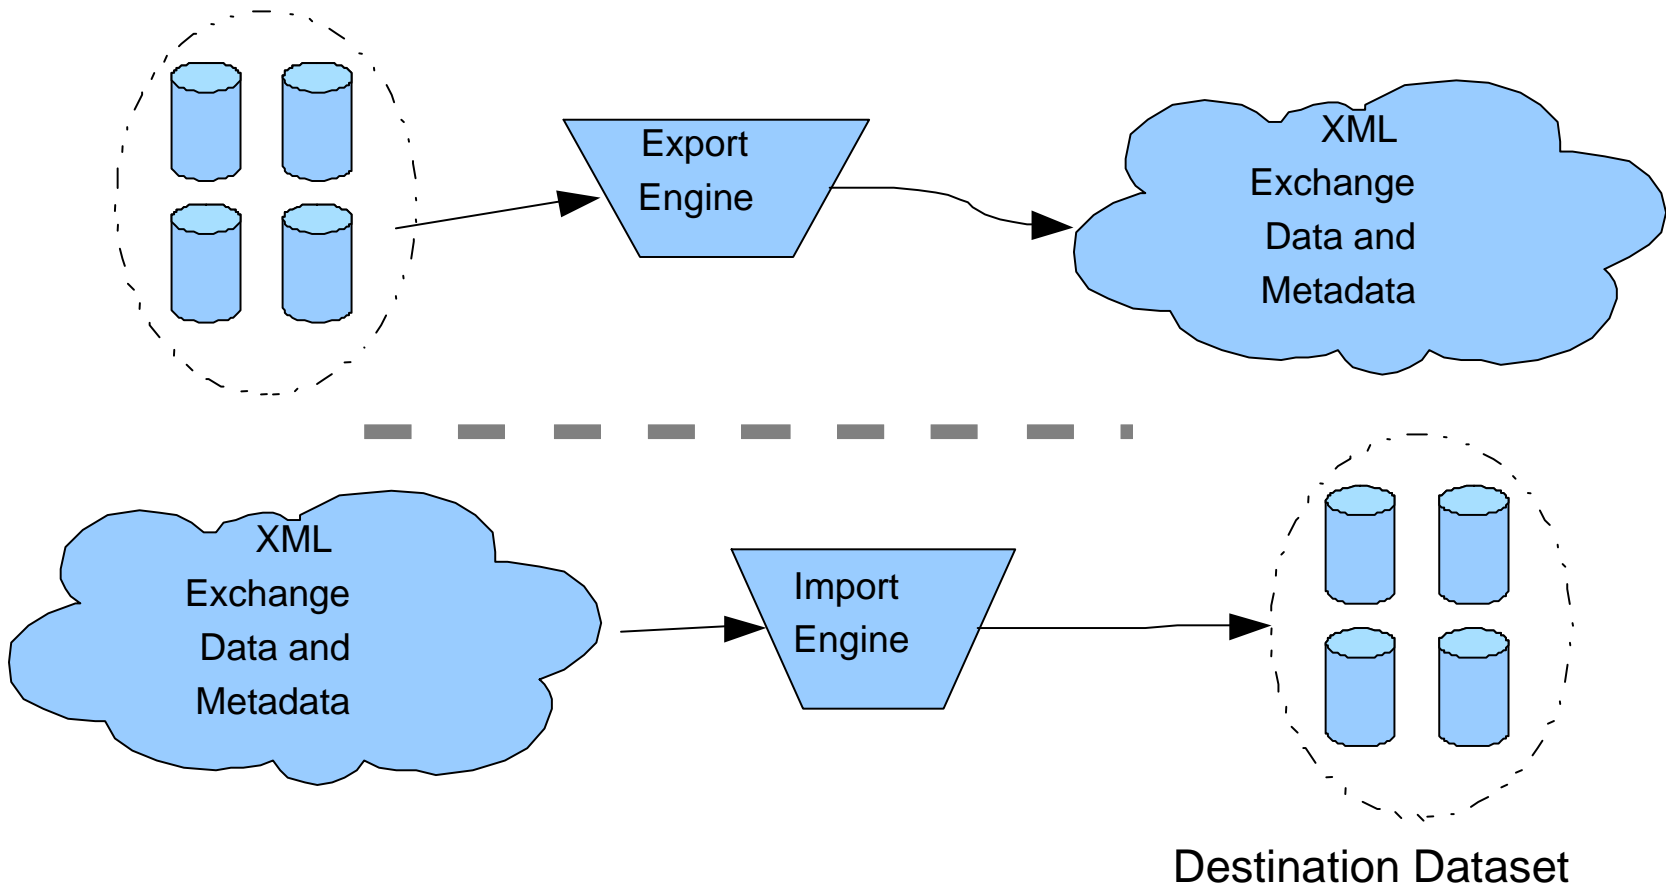 Export
Engine
XML
Exchange
Data and
Metadata
XML
Exchange
Data and
Metadata
Import
Engine
Destination Dataset